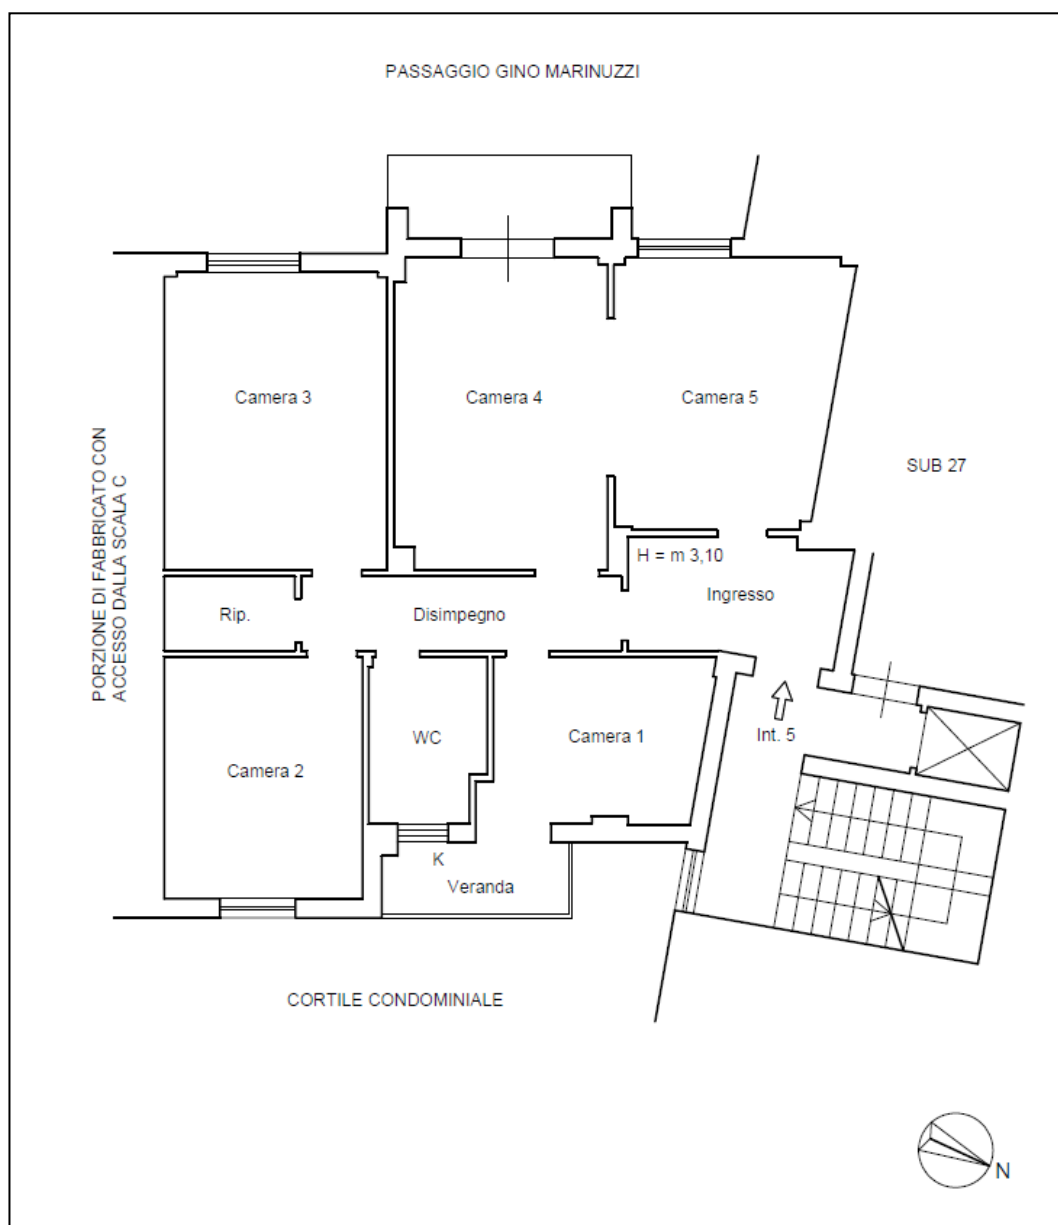 PASSAGGIO GINO MARINUZZI
Camera 3
Camera 4
Camera 5
SUB 27
PORZIONE DI FABBRICATO CON
ACCESSO DALLA SCALA C
H = m 3,10
Rip.
Disimpegno
Ingresso
WC
Camera 1
Int. 5
Camera 2
K
Veranda
CORTILE CONDOMINIALE
N